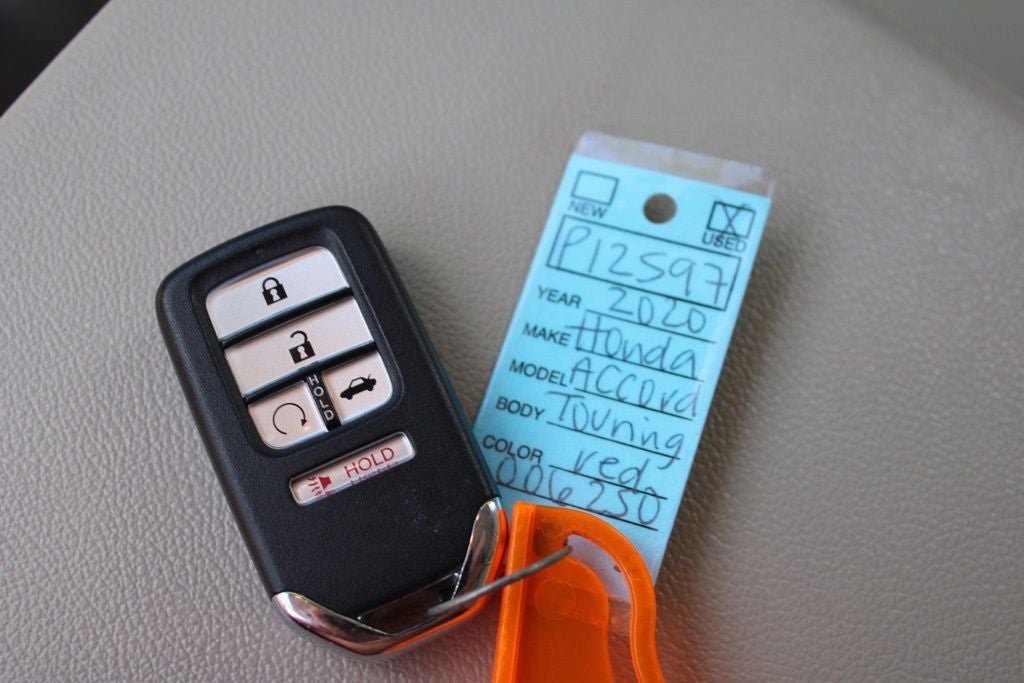 HOLD
HOLD
NEW
USED
P12597
YEAR 2020
MAKE Honda
MODEL Accord
BODY Touring
COLOR red
006250